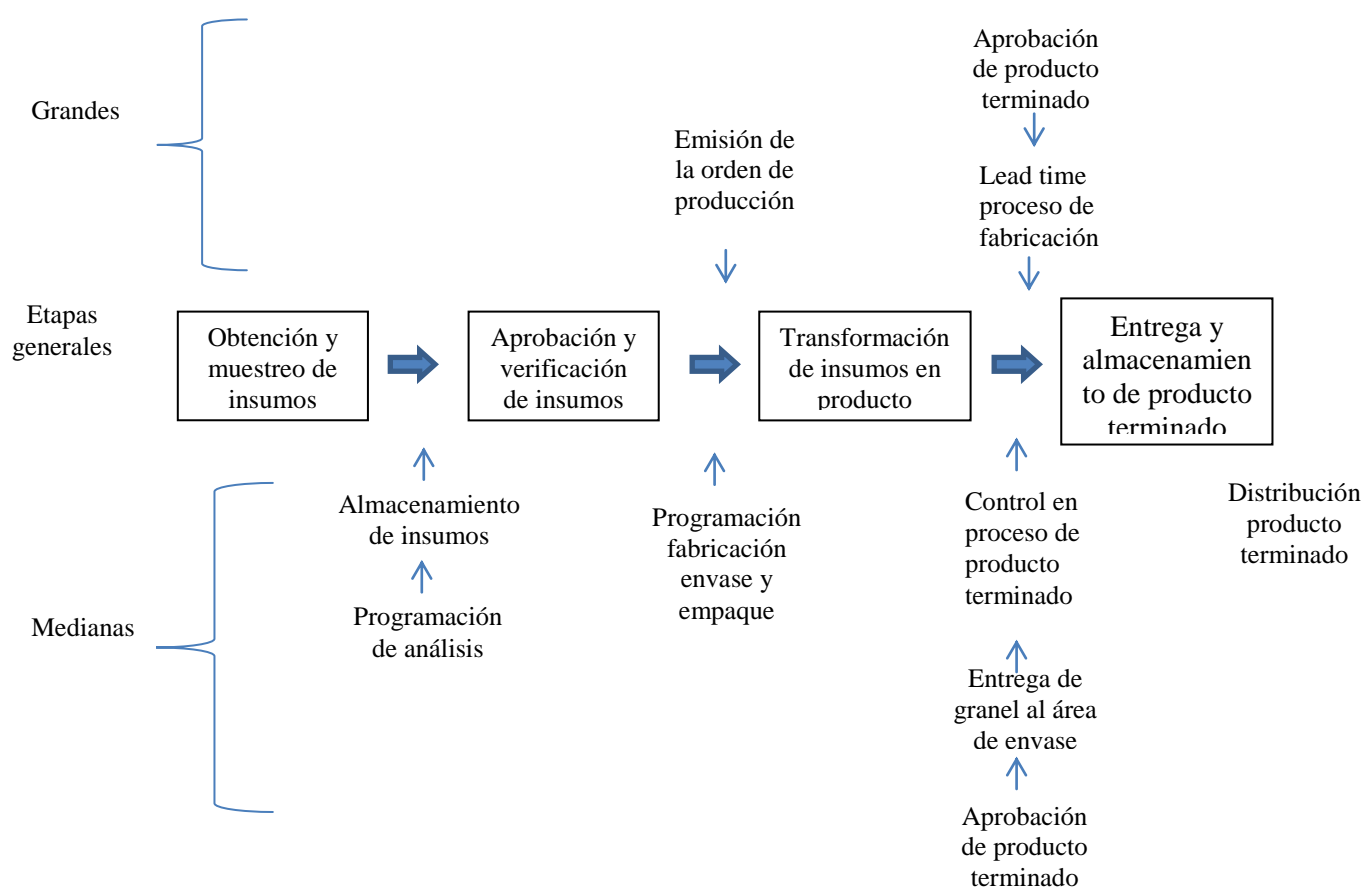 Grandes
Aprobación
de producto
terminado
Emisión de
la orden de
producción
Lead time
proceso de
fabricación
Etapas
generales
Obtención y
muestreo de
insumos
Aprobación y
verificación
de insumos
Transformación
de insumos en
producto
Entrega y
almacenamien
to de producto
terminado
Medianas
Almacenamiento
de insumos
Programación
de análisis
Programación
fabricación
envase y
empaque
Control en
proceso de
producto
terminado
Entrega de
granel al área
de envase
Aprobación
de producto
terminado
Distribución
producto
terminado